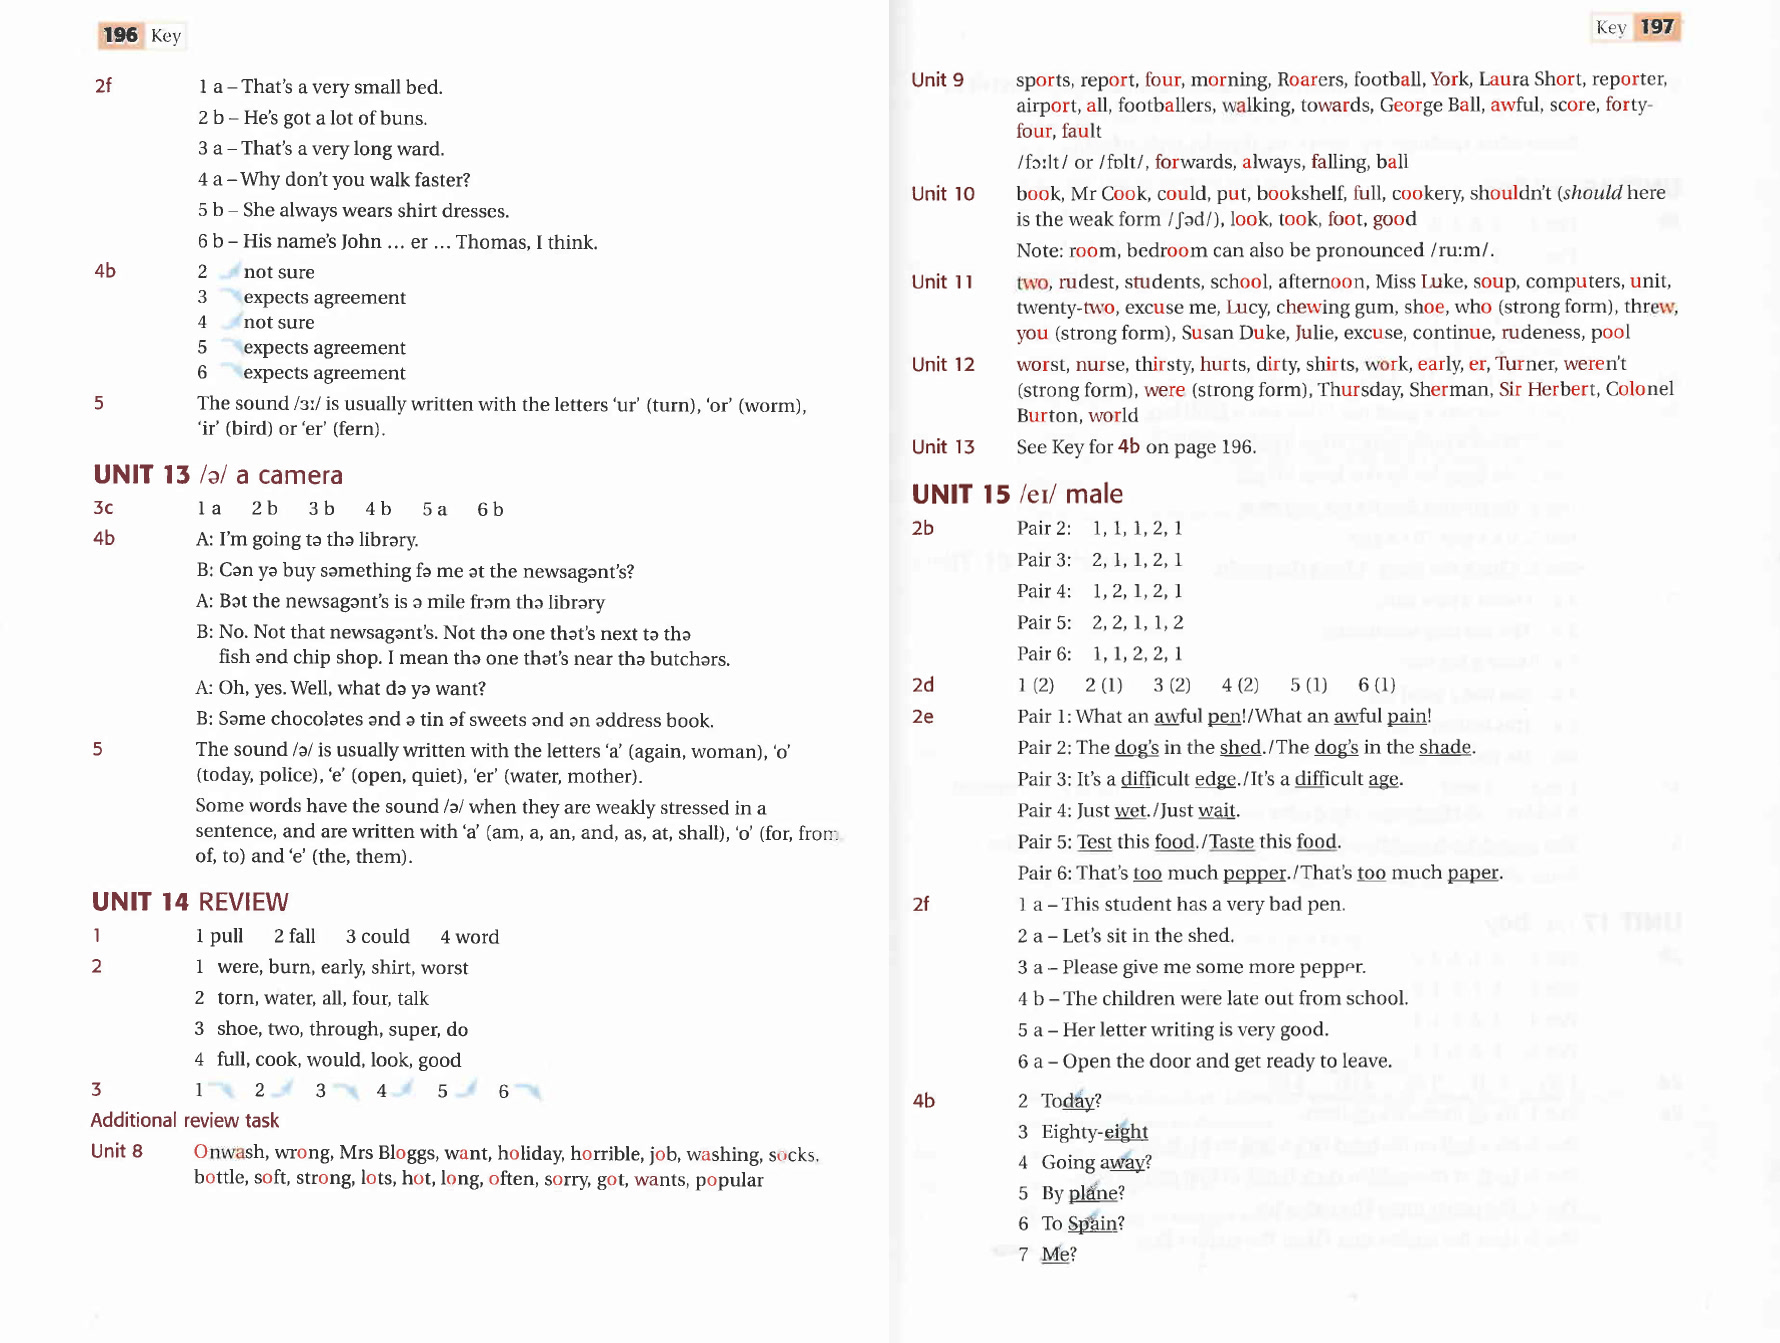 196 Key
2f 1 a – That's a very small bed.
2 b – He's got a lot of buns.
3 a – That's a very long ward.
4 a – Why don't you walk faster?
5 b – She always wears shirt dresses.
6 b – His name's John ... er ... Thomas, I think.
4b 2 not sure
3 expects agreement
4 not sure
5 expects agreement
6 expects agreement
5 The sound /ɜː/ is usually written with the letters 'ur' (turn), 'or' (worm),
'ir' (bird) or 'er' (fern).
UNIT 13 /ə/ a camera
3c 1 a 2 b 3 b 4 b 5 a 6 b
4b A: I'm going tə thə librəry.
B: Cən yə buy səmething fə me ət the newsagənt's?
A: Bət the newsagənt's is ə mile frəm thə librəry
B: No. Not that newsagənt's. Not thə one thət's next tə thə
fish ənd chip shop. I mean thə one thət's near thə butchərs.
A: Oh, yes. Well, what də yə want?
B: Səme chocolətes ənd ə tin əf sweets ənd ən əddress book.
5 The sound /ə/ is usually written with the letters 'a' (again, woman), 'o'
(today, police), 'e' (open, quiet), 'er' (water, mother).
Some words have the sound /ə/ when they are weakly stressed in a
sentence, and are written with 'a' (am, a, an, and, as, at, shall), 'o' (for, from
of, to) and 'e' (the, them).
UNIT 14 REVIEW
1 1 pull 2 fall 3 could 4 word
2 1 were, burn, early, shirt, worst
2 torn, water, all, four, talk
3 shoe, two, through, super, do
4 full, cook, would, look, good
3 1 2 3 4 5 6
Additional review task
Unit 8 Onwash, wrong, Mrs Bloggs, want, holiday, horrible, job, washing, socks,
bottle, soft, strong, lots, hot, long, often, sorry, got, wants, popular
Key 197
Unit 9 sports, report, four, morning, Roarers, football, York, Laura Short, reporter,
airport, all, footballers, walking, towards, George Ball, awful, score, forty-
four, fault
/fɔːlt/ or /fɒlt/, forwards, always, falling, ball
Unit 10 book, Mr Cook, could, put, bookshelf, full, cookery, shouldn't (should here
is the weak form /ʃəd/), look, took, foot, good
Note: room, bedroom can also be pronounced /ruːm/.
Unit 11 two, rudest, students, school, afternoon, Miss Luke, soup, computers, unit,
twenty-two, excuse me, Lucy, chewing gum, shoe, who (strong form), threw,
you (strong form), Susan Duke, Julie, excuse, continue, rudeness, pool
Unit 12 worst, nurse, thirsty, hurts, dirty, shirts, work, early, er, Turner, weren't
(strong form), were (strong form), Thursday, Sherman, Sir Herbert, Colonel
Burton, world
Unit 13 See Key for 4b on page 196.
UNIT 15 /eɪ/ male
2b Pair 2: 1, 1, 1, 2, 1
Pair 3: 2, 1, 1, 2, 1
Pair 4: 1, 2, 1, 2, 1
Pair 5: 2, 2, 1, 1, 2
Pair 6: 1, 1, 2, 2, 1
2d 1 (2) 2 (1) 3 (2) 4 (2) 5 (1) 6 (1)
2e Pair 1: What an awful pen!/What an awful pain!
Pair 2: The dog's in the shed./The dog's in the shade.
Pair 3: It's a difficult edge./It's a difficult age.
Pair 4: Just wet./Just wait.
Pair 5: Test this food./Taste this food.
Pair 6: That's too much pepper./That's too much paper.
2f 1 a – This student has a very bad pen.
2 a – Let's sit in the shed.
3 a – Please give me some more pepper.
4 b – The children were late out from school.
5 a – Her letter writing is very good.
6 a – Open the door and get ready to leave.
4b 2 Today?
3 Eighty-eight
4 Going away?
5 By plane?
6 To Spain?
7 Me?